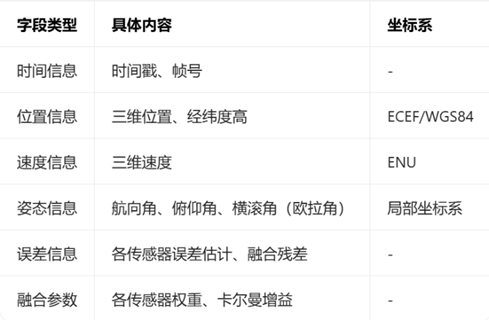 字段类型 具体内容 坐标系
时间信息 时间戳、帧号 -
位置信息 三维位置、经纬度高 ECEF/WGS84
速度信息 三维速度 ENU
姿态信息 航向角、俯仰角、横滚角（欧拉角） 局部坐标系
误差信息 各传感器误差估计、融合残差 -
融合参数 各传感器权重、卡尔曼增益 -